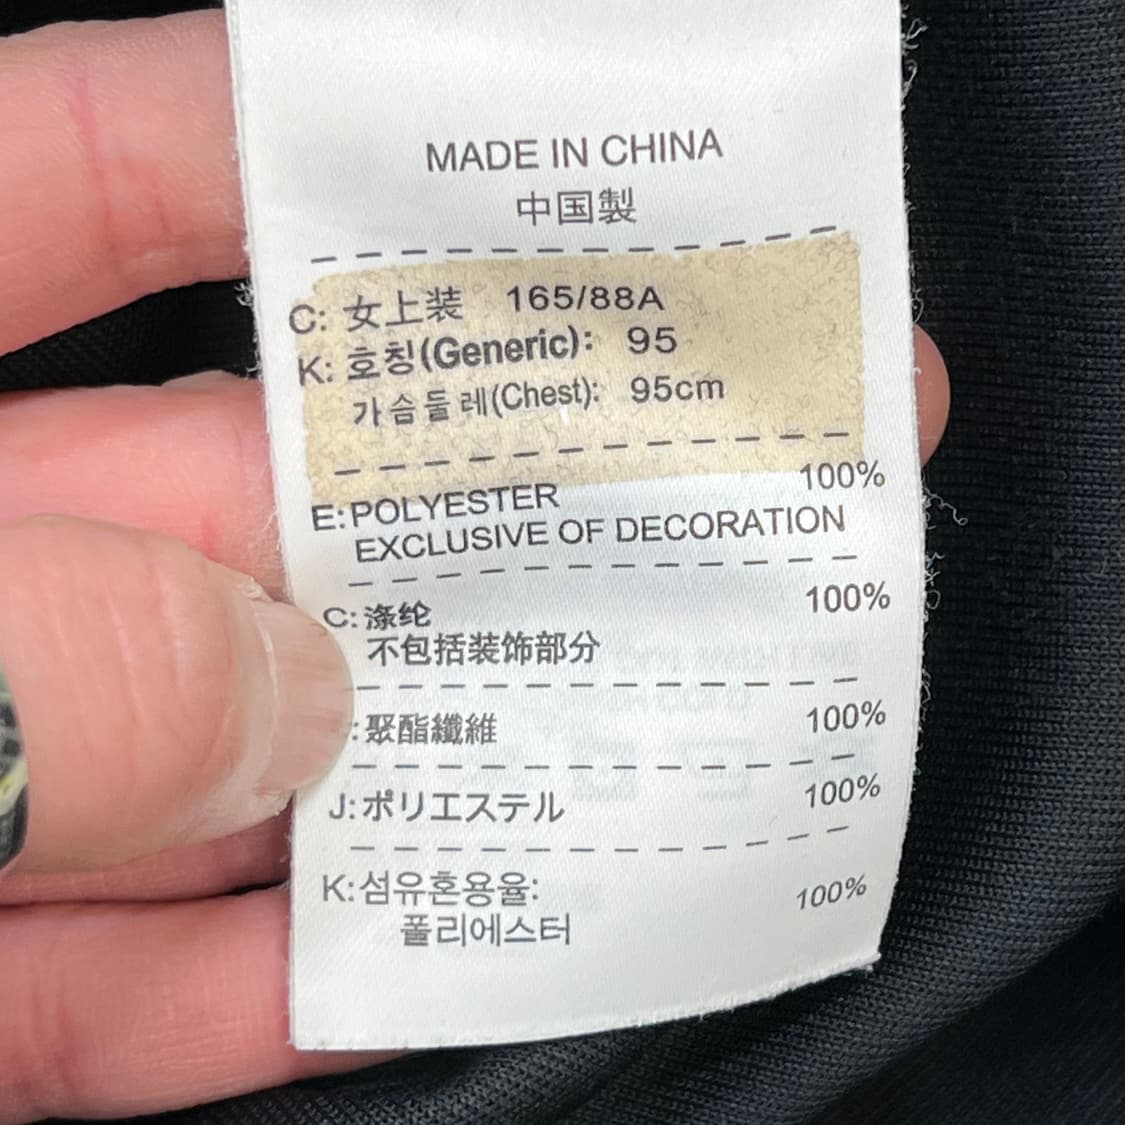 MADE IN CHINA
中国製
C: 女上装 165/88A
K: 호칭(Generic): 95
가슴둘레(Chest): 95cm
E: POLYESTER 100%
EXCLUSIVE OF DECORATION
C: 涤纶 100%
不包括装饰部分
: 聚酯纖維 100%
J: ポリエステル 100%
K: 섬유혼용율:
폴리에스터 100%